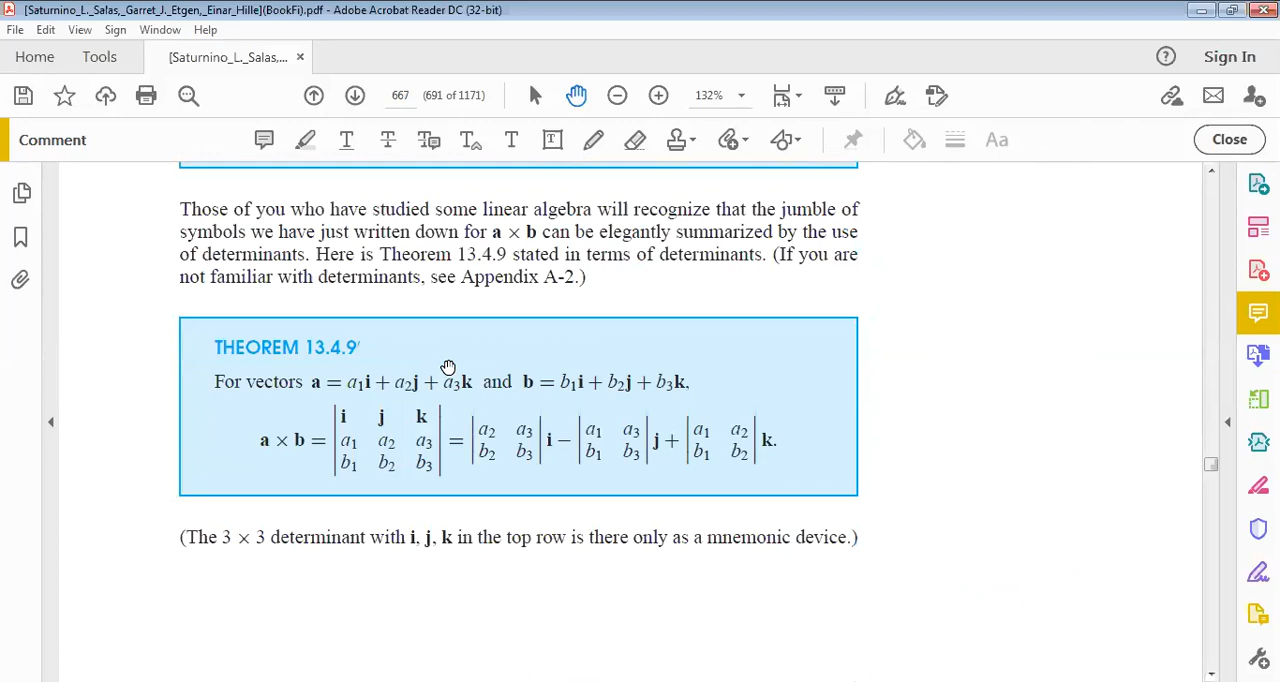 [Saturnino_L._Salas,_Garret_J._Etgen,_Einar_Hille](BookFi).pdf - Adobe Acrobat Reader DC (32-bit)
File Edit View Sign Window Help
Home Tools [Saturnino_L._Salas,... × Sign In
667 (691 of 1171) 132%
Comment Close
Those of you who have studied some linear algebra will recognize that the jumble of
symbols we have just written down for a × b can be elegantly summarized by the use
of determinants. Here is Theorem 13.4.9 stated in terms of determinants. (If you are
not familiar with determinants, see Appendix A-2.)
THEOREM 13.4.9′
For vectors a = a₁i + a₂j + a₃k and b = b₁i + b₂j + b₃k,
i j k
a × b = | a₁ a₂ a₃ | = | a₂ a₃ | i − | a₁ a₃ | j + | a₁ a₂ | k.
b₁ b₂ b₃ b₂ b₃ b₁ b₃ b₁ b₂
(The 3 × 3 determinant with i, j, k in the top row is there only as a mnemonic device.)